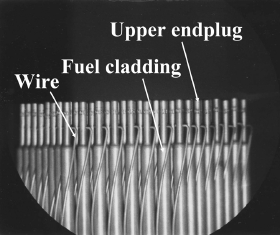 Upper endplug
Fuel cladding
Wire